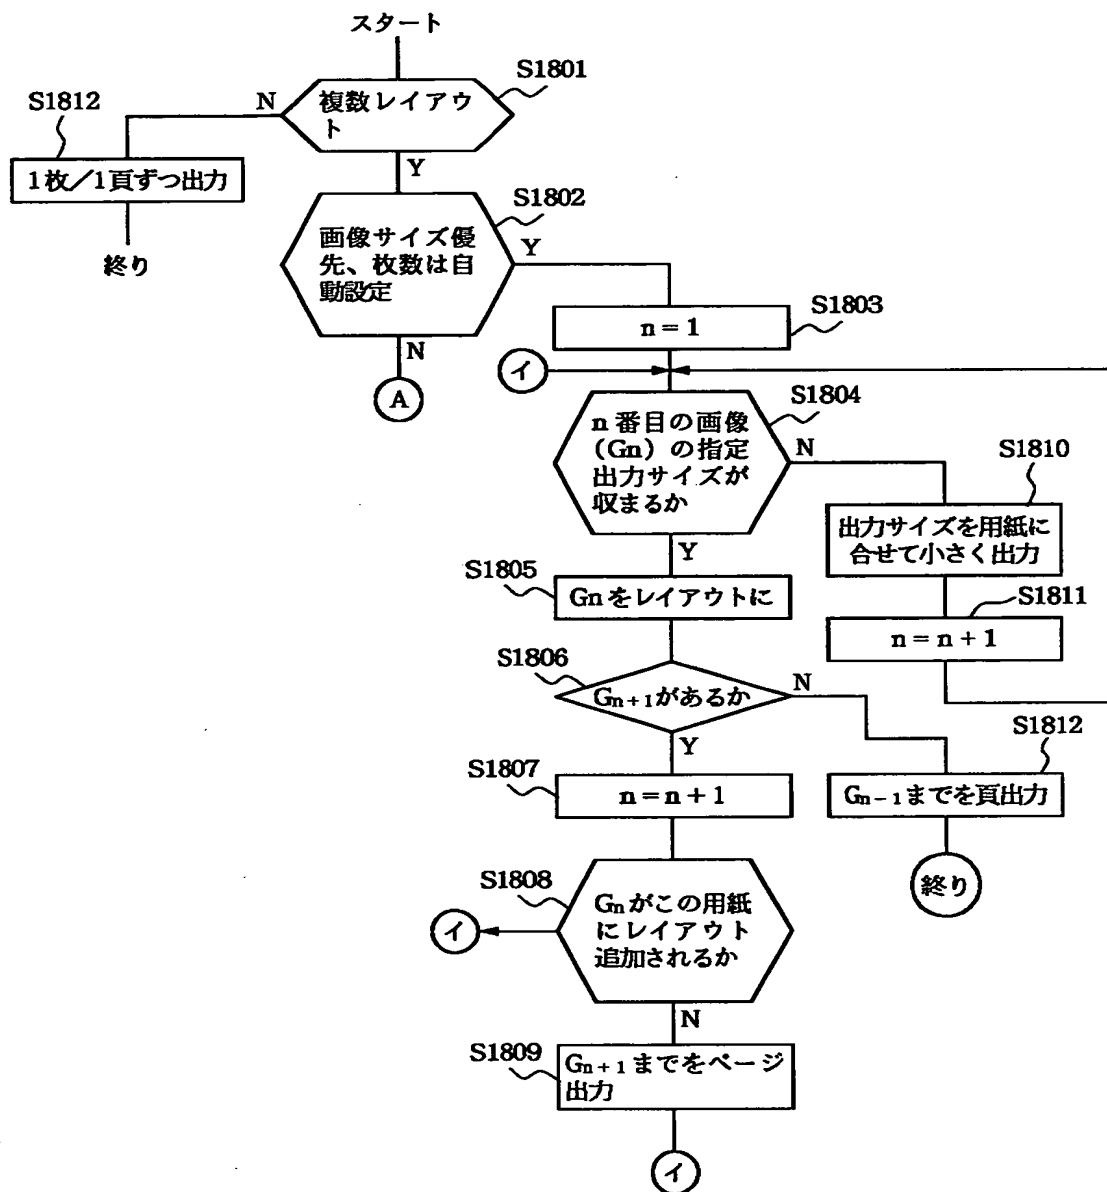 スタート
S1801
複数レイアウ
ト
N
S1812
1枚／1頁ずつ出力
終り
Y
S1802
画像サイズ優
先、枚数は自
動設定
Y
N
A
S1803
n = 1
イ
S1804
n 番目の画像
（Gn）の指定
出力サイズが
収まるか
N
S1810
出力サイズを用紙に
合せて小さく出力
S1811
n = n + 1
Y
S1805
Gnをレイアウトに
S1806
Gn+1があるか
N
S1812
Gn−1までを頁出力
終り
Y
S1807
n = n + 1
S1808
Gnがこの用紙
にレイアウト
追加されるか
イ
N
S1809
Gn+1までをページ
出力
イ